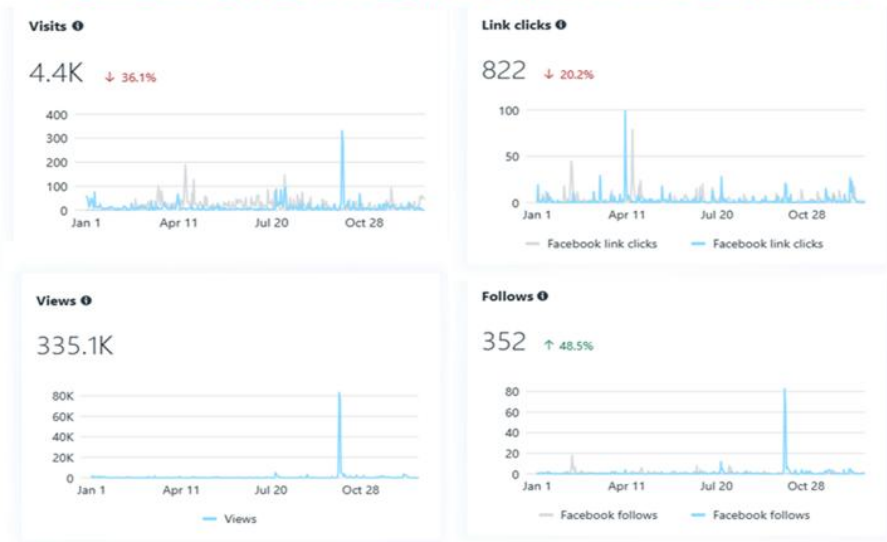 Visits
4.4K ↓ 36.1%
400
300
200
100
0
Jan 1 Apr 11 Jul 20 Oct 28
Link clicks
822 ↓ 20.2%
100
50
0
Jan 1 Apr 11 Jul 20 Oct 28
Facebook link clicks Facebook link clicks
Views
335.1K
80K
60K
40K
20K
0
Jan 1 Apr 11 Jul 20 Oct 28
Views
Follows
352 ↑ 48.5%
80
60
40
20
0
Jan 1 Apr 11 Jul 20 Oct 28
Facebook follows Facebook follows